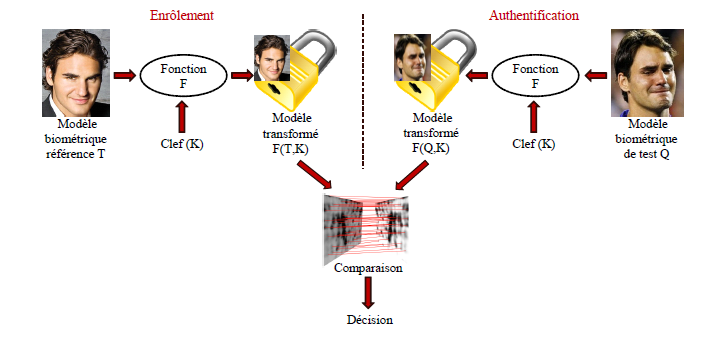 Enrôlement
Authentification
Fonction
F
Fonction
F
Modèle
biométrique
référence T
Clef (K)
Modèle
transformé
F(T,K)
Modèle
transformé
F(Q,K)
Clef (K)
Modèle
biométrique
de test Q
Comparaison
Décision